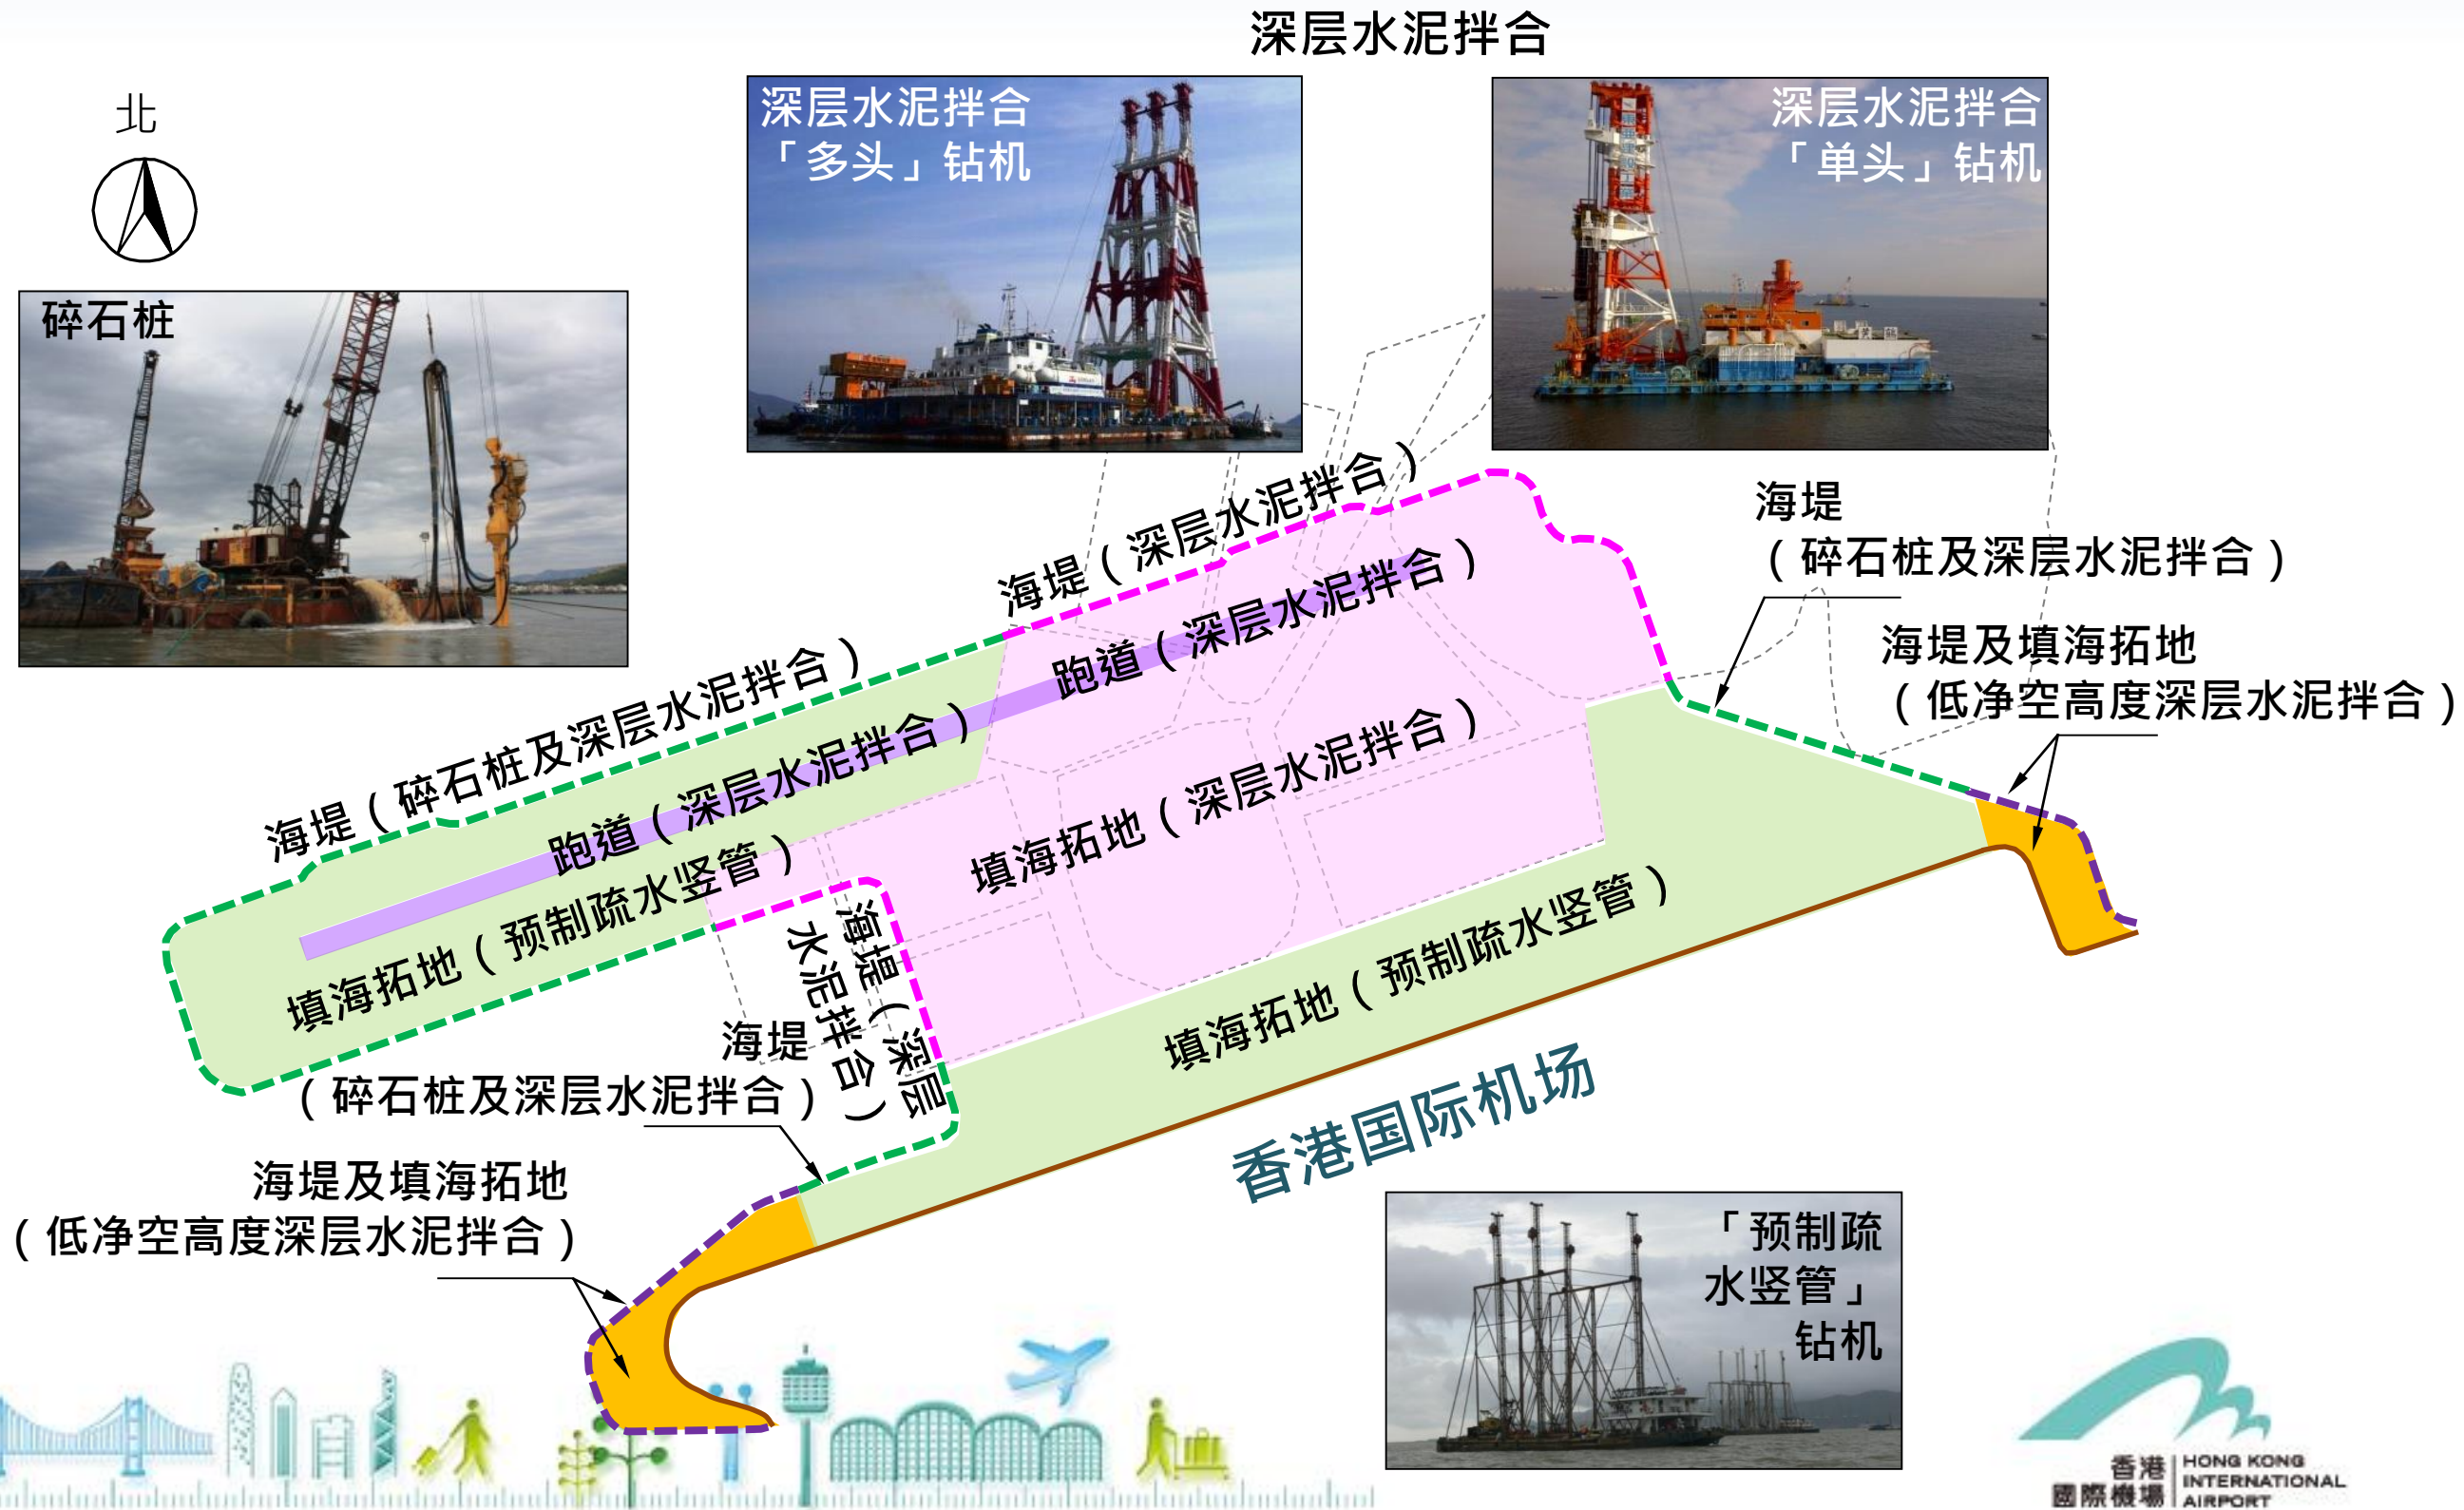 深层水泥拌合
北
深层水泥拌合
「多头」钻机
深层水泥拌合
「单头」钻机
碎石桩
海堤（深层水泥拌合）
海堤
（碎石桩及深层水泥拌合）
跑道（深层水泥拌合）
海堤及填海拓地
（低净空高度深层水泥拌合）
海堤（碎石桩及深层水泥拌合）
跑道（深层水泥拌合）
填海拓地（深层水泥拌合）
填海拓地（预制疏水竖管）
填海拓地（预制疏水竖管）
海堤（深层
水泥拌合）
海堤
（碎石桩及深层水泥拌合）
香港国际机场
海堤及填海拓地
（低净空高度深层水泥拌合）
「预制疏
水竖管」
钻机
香港
國際機場
HONG KONG
INTERNATIONAL
AIRPORT